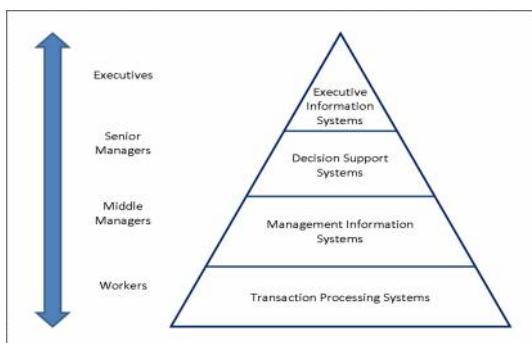 Executives
Executive
Information
Systems
Senior
Managers
Decision Support
Systems
Middle
Managers
Management Information
Systems
Workers
Transaction Processing Systems